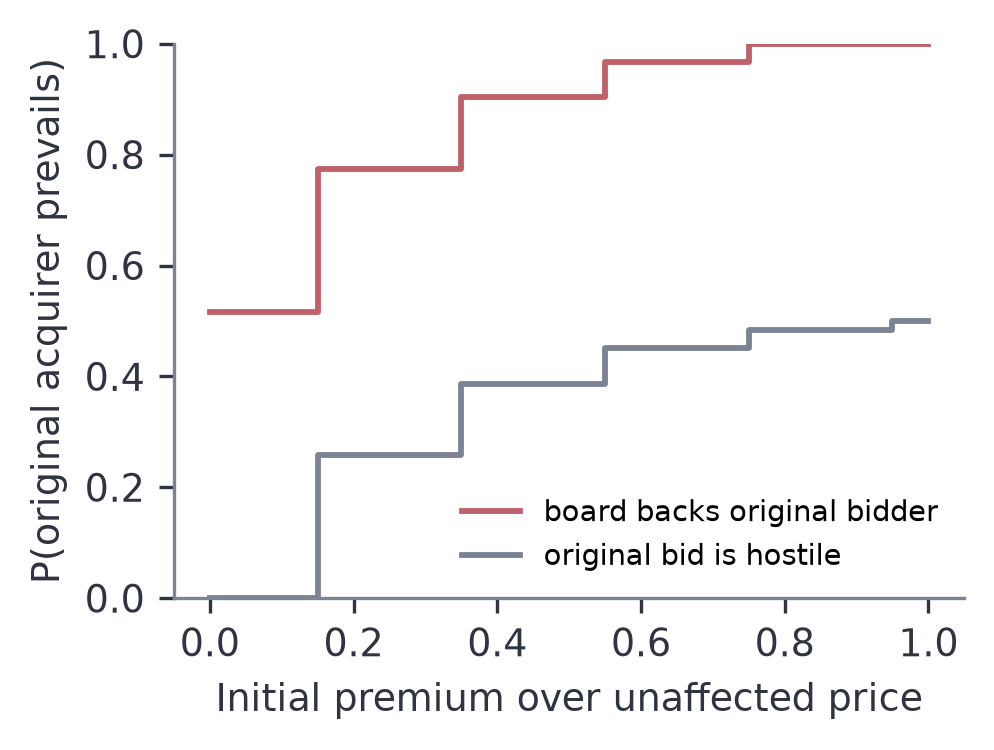 P(original acquirer prevails)
1.0
0.8
0.6
0.4
0.2
0.0
board backs original bidder
original bid is hostile
0.0 0.2 0.4 0.6 0.8 1.0
Initial premium over unaffected price